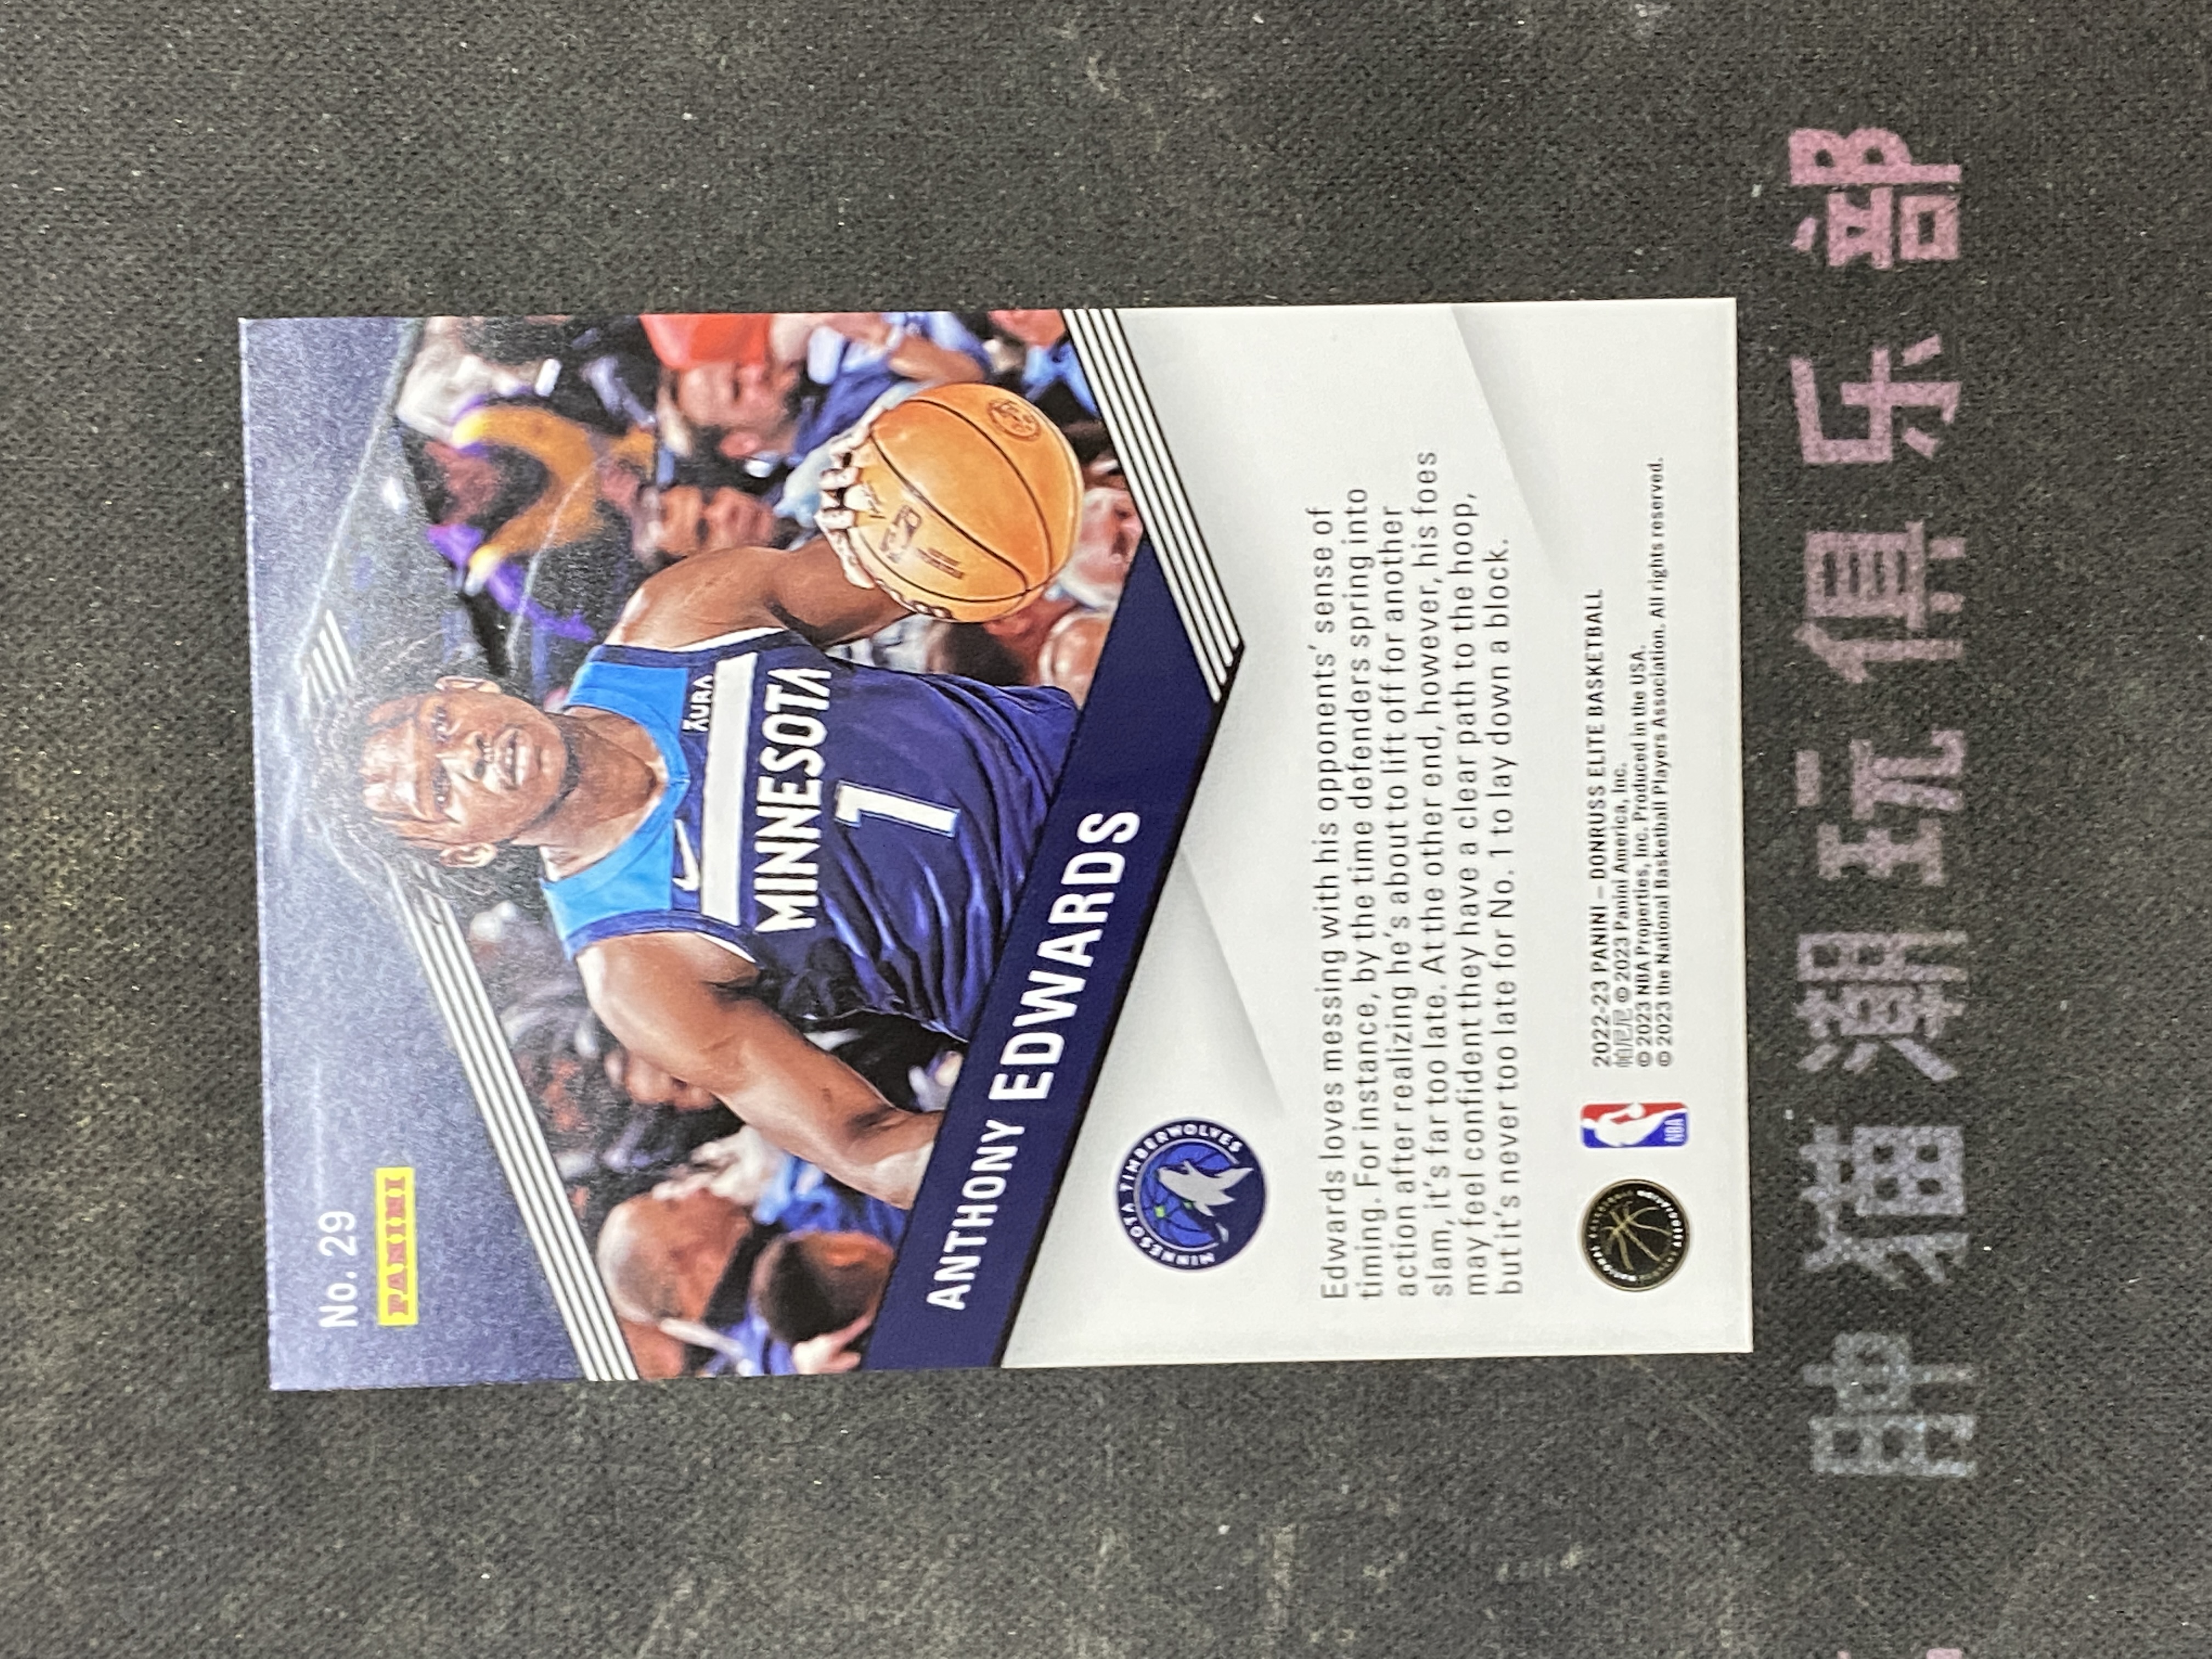 No. 29
PANINI
AURA
MINNESOTA
1
ANTHONY EDWARDS
MINNESOTA TIMBERWOLVES
Edwards loves messing with his opponents' sense of
timing. For instance, by the time defenders spring into
action after realizing he's about to lift off for another
slam, it's far too late. At the other end, however, his foes
may feel confident they have a clear path to the hoop,
but it's never too late for No. 1 to lay down a block.
NBA
2022-23 PANINI – DONRUSS ELITE BASKETBALL
帕尼尼 © 2023 Panini America, Inc.
© 2023 NBA Properties, Inc. Produced in the USA.
© 2023 the National Basketball Players Association. All rights reserved.
申猫潮玩俱乐部